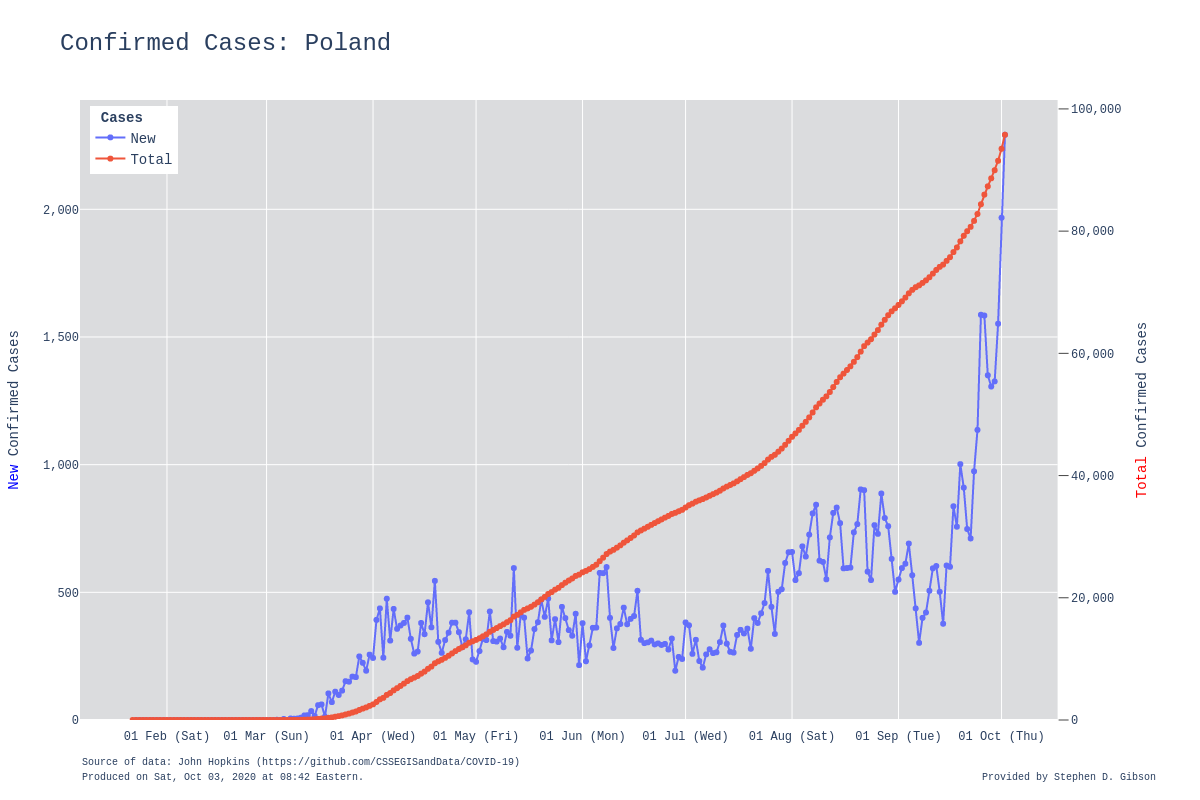 Confirmed Cases: Poland
Cases
New
Total
100,000
80,000
60,000
40,000
20,000
0
2,000
1,500
1,000
500
0
New Confirmed Cases
Total Confirmed Cases
01 Feb (Sat) 01 Mar (Sun) 01 Apr (Wed) 01 May (Fri) 01 Jun (Mon) 01 Jul (Wed) 01 Aug (Sat) 01 Sep (Tue) 01 Oct (Thu)
Source of data: John Hopkins (https://github.com/CSSEGISandData/COVID-19)
Produced on Sat, Oct 03, 2020 at 08:42 Eastern.
Provided by Stephen D. Gibson